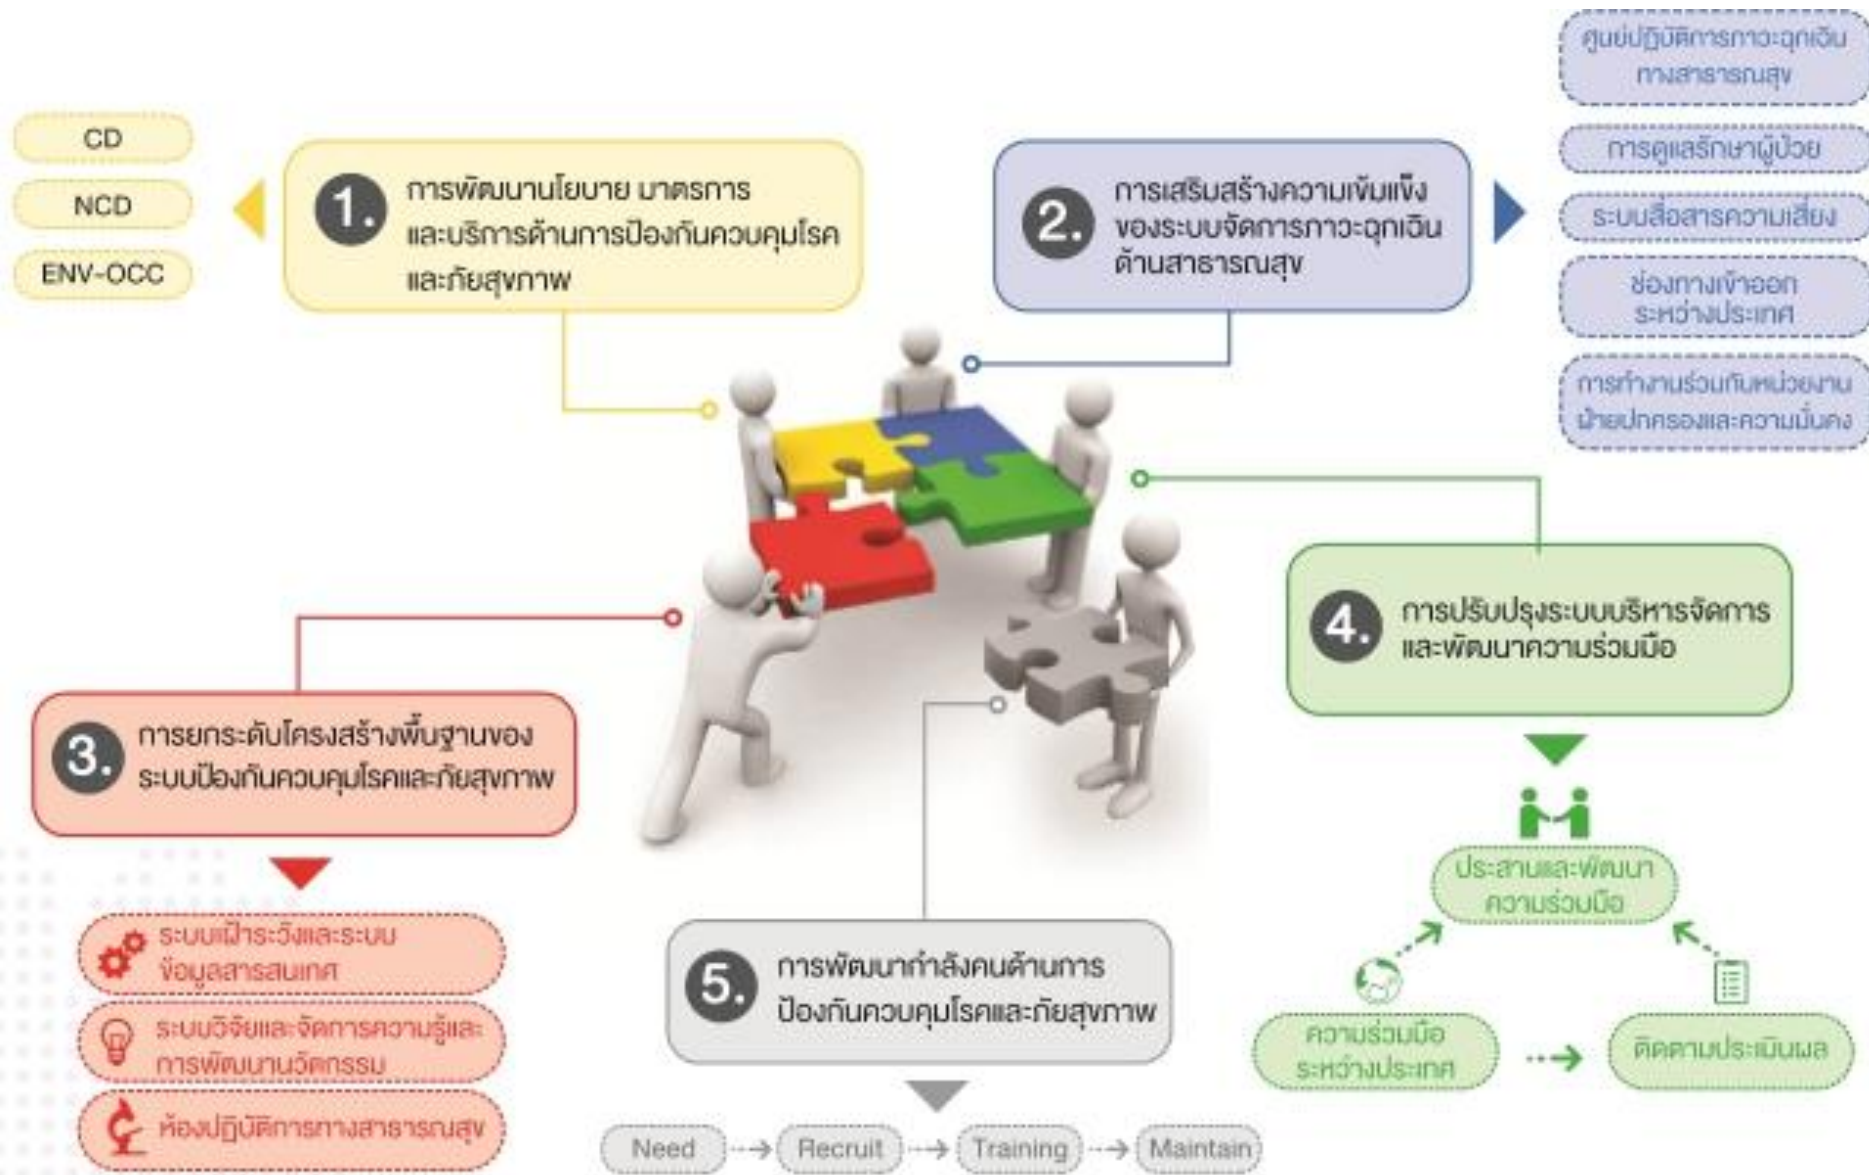 CD
NCD
ENV-OCC
1.
การพัฒนานโยบาย มาตรการ
และบริการด้านการป้องกันควบคุมโรค
และภัยสุขภาพ
2.
การเสริมสร้างความเข้มแข็ง
ของระบบจัดการภาวะฉุกเฉิน
ด้านสาธารณสุข
ศูนย์ปฏิบัติการภาวะฉุกเฉิน
ทางสาธารณสุข
การดูแลรักษาผู้ป่วย
ระบบสื่อสารความเสี่ยง
ช่องทางเข้าออก
ระหว่างประเทศ
การทำงานร่วมกับหน่วยงาน
ฝ่ายปกครองและความมั่นคง
3.
การยกระดับโครงสร้างพื้นฐานของ
ระบบป้องกันควบคุมโรคและภัยสุขภาพ
ระบบเฝ้าระวังและระบบ
ข้อมูลสารสนเทศ
ระบบวิจัยและจัดการความรู้และ
การพัฒนานวัตกรรม
ห้องปฏิบัติการทางสาธารณสุข
4.
การปรับปรุงระบบบริหารจัดการ
และพัฒนาความร่วมมือ
ประสานและพัฒนา
ความร่วมมือ
ความร่วมมือ
ระหว่างประเทศ
ติดตามประเมินผล
5.
การพัฒนากำลังคนด้านการ
ป้องกันควบคุมโรคและภัยสุขภาพ
Need
Recruit
Training
Maintain